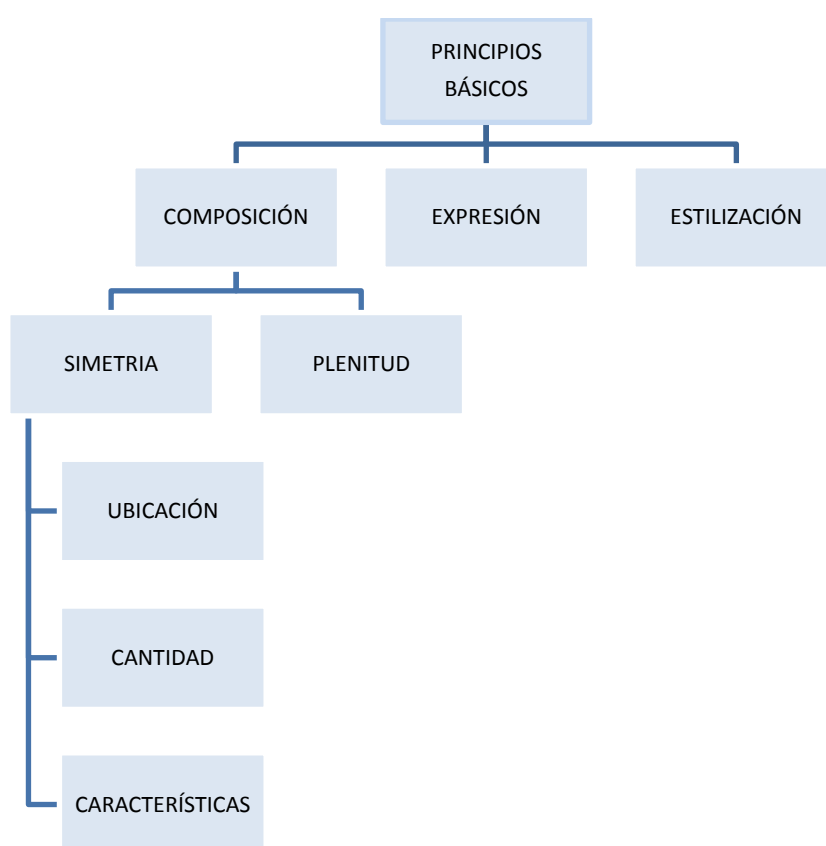 PRINCIPIOS
BÁSICOS
COMPOSICIÓN
EXPRESIÓN
ESTILIZACIÓN
SIMETRIA
PLENITUD
UBICACIÓN
CANTIDAD
CARACTERÍSTICAS